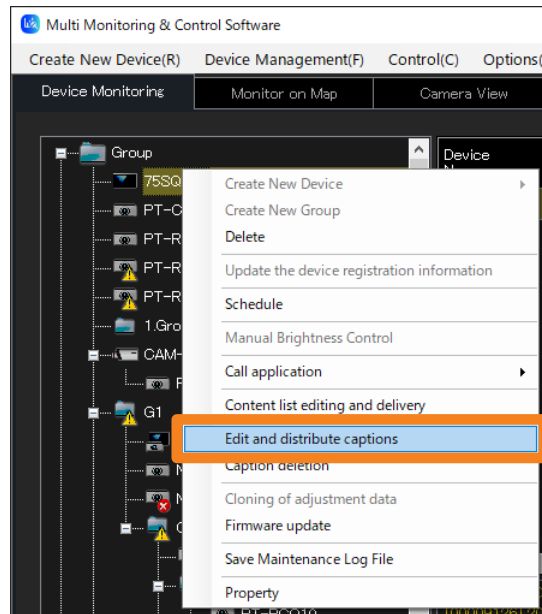 Multi Monitoring & Control Software
Create New Device(R) Device Management(F) Control(C) Options(
Device Monitoring Monitor on Map Camera View
Group
Device
75SQ
PT-C
PT-R
PT-R
PT-R
1.Gro
CAM-
G1
Create New Device
Create New Group
Delete
Update the device registration information
Schedule
Manual Brightness Control
Call application
Content list editing and delivery
Edit and distribute captions
Caption deletion
Cloning of adjustment data
Firmware update
Save Maintenance Log File
Property